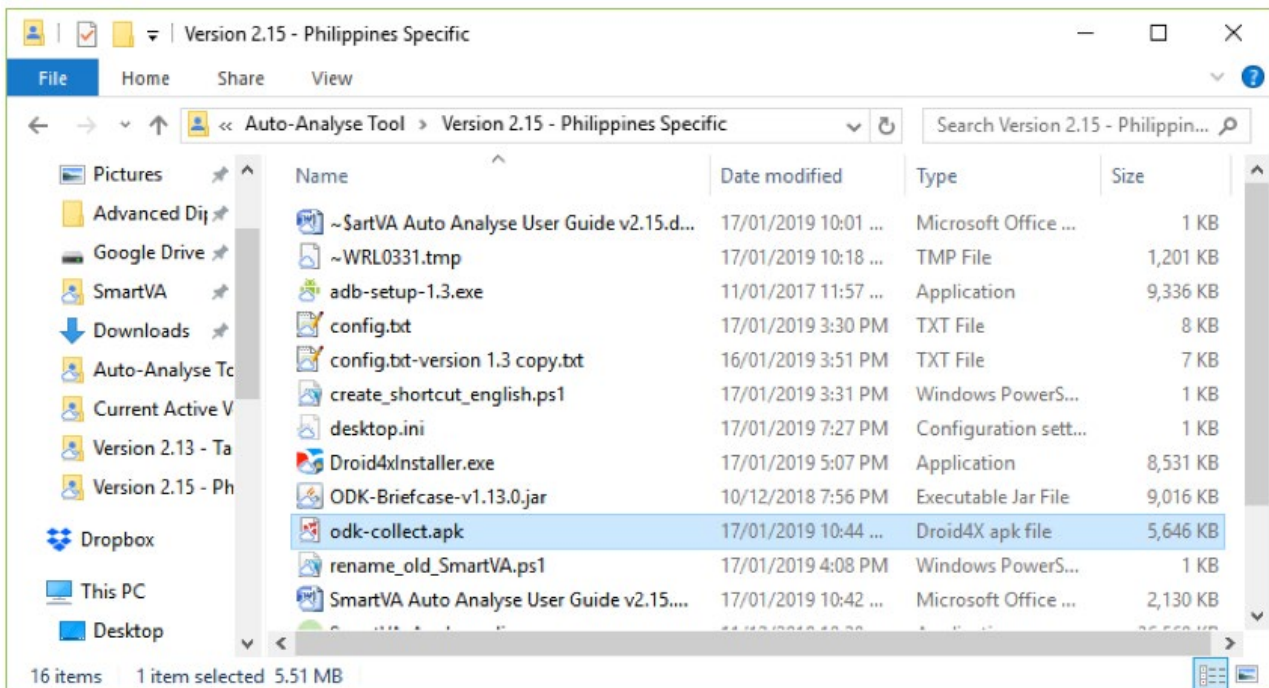 Version 2.15 - Philippines Specific
File Home Share View
« Auto-Analyse Tool › Version 2.15 - Philippines Specific Search Version 2.15 - Philippin...
Pictures
Advanced Dip
Google Drive
SmartVA
Downloads
Auto-Analyse To
Current Active V
Version 2.13 - Ta
Version 2.15 - Ph
Dropbox
This PC
Desktop
Name Date modified Type Size
~$artVA Auto Analyse User Guide v2.15.d... 17/01/2019 10:01 ... Microsoft Office ... 1 KB
~WRL0331.tmp 17/01/2019 10:18 ... TMP File 1,201 KB
adb-setup-1.3.exe 11/01/2017 11:57 ... Application 9,336 KB
config.txt 17/01/2019 3:30 PM TXT File 8 KB
config.txt-version 1.3 copy.txt 16/01/2019 3:51 PM TXT File 7 KB
create_shortcut_english.ps1 17/01/2019 3:31 PM Windows PowerS... 1 KB
desktop.ini 17/01/2019 7:27 PM Configuration sett... 1 KB
Droid4xInstaller.exe 17/01/2019 5:07 PM Application 8,531 KB
ODK-Briefcase-v1.13.0.jar 10/12/2018 7:56 PM Executable Jar File 9,016 KB
odk-collect.apk 17/01/2019 10:44 ... Droid4X apk file 5,646 KB
rename_old_SmartVA.ps1 17/01/2019 4:08 PM Windows PowerS... 1 KB
SmartVA Auto Analyse User Guide v2.15.... 17/01/2019 10:42 ... Microsoft Office ... 2,130 KB
16 items 1 item selected 5.51 MB